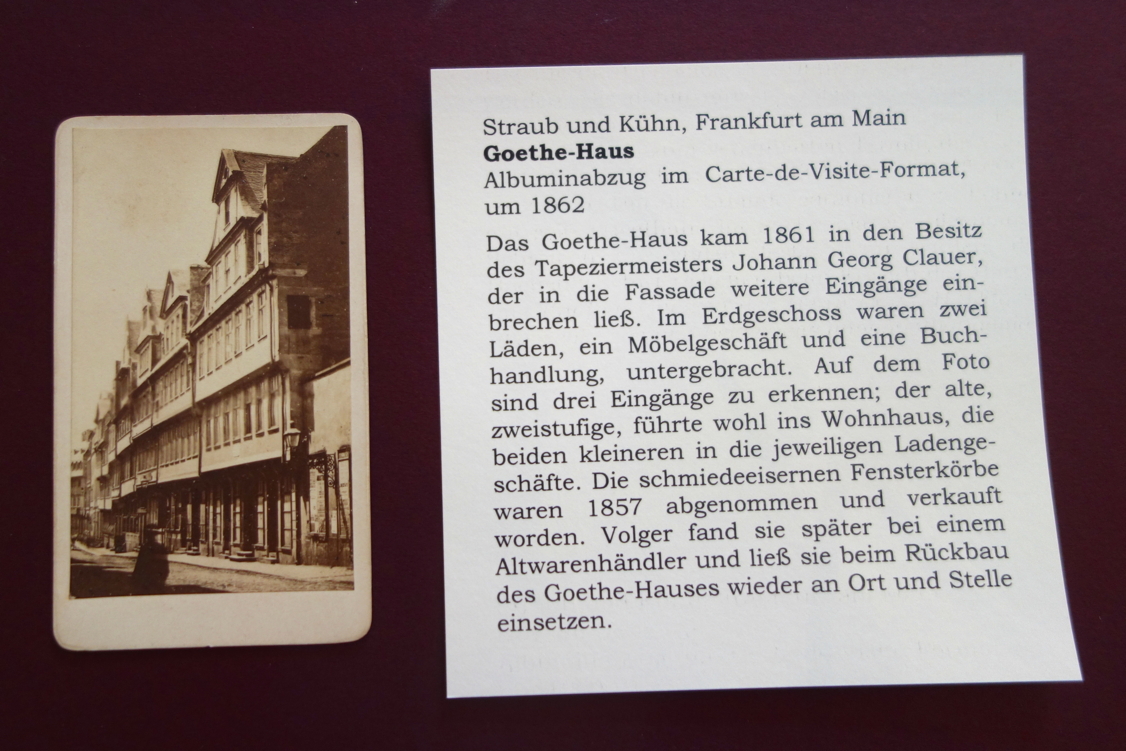 Straub und Kühn, Frankfurt am Main
Goethe-Haus
Albuminabzug im Carte-de-Visite-Format,
um 1862
Das Goethe-Haus kam 1861 in den Besitz
des Tapeziermeisters Johann Georg Clauer,
der in die Fassade weitere Eingänge ein-
brechen ließ. Im Erdgeschoss waren zwei
Läden, ein Möbelgeschäft und eine Buch-
handlung, untergebracht. Auf dem Foto
sind drei Eingänge zu erkennen; der alte,
zweistufige, führte wohl ins Wohnhaus, die
beiden kleineren in die jeweiligen Ladenge-
schäfte. Die schmiedeeisernen Fensterkörbe
waren 1857 abgenommen und verkauft
worden. Volger fand sie später bei einem
Altwarenhändler und ließ sie beim Rückbau
des Goethe-Hauses wieder an Ort und Stelle
einsetzen.